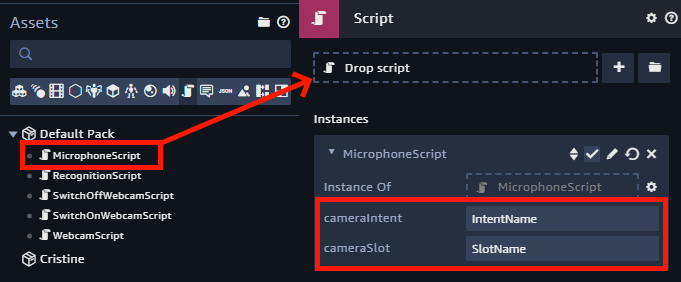 Assets
JSON
Default Pack
MicrophoneScript
RecognitionScript
SwitchOffWebcamScript
SwitchOnWebcamScript
WebcamScript
Cristine
Script
Drop script
Instances
MicrophoneScript
Instance Of
MicrophoneScript
cameraIntent
IntentName
cameraSlot
SlotName